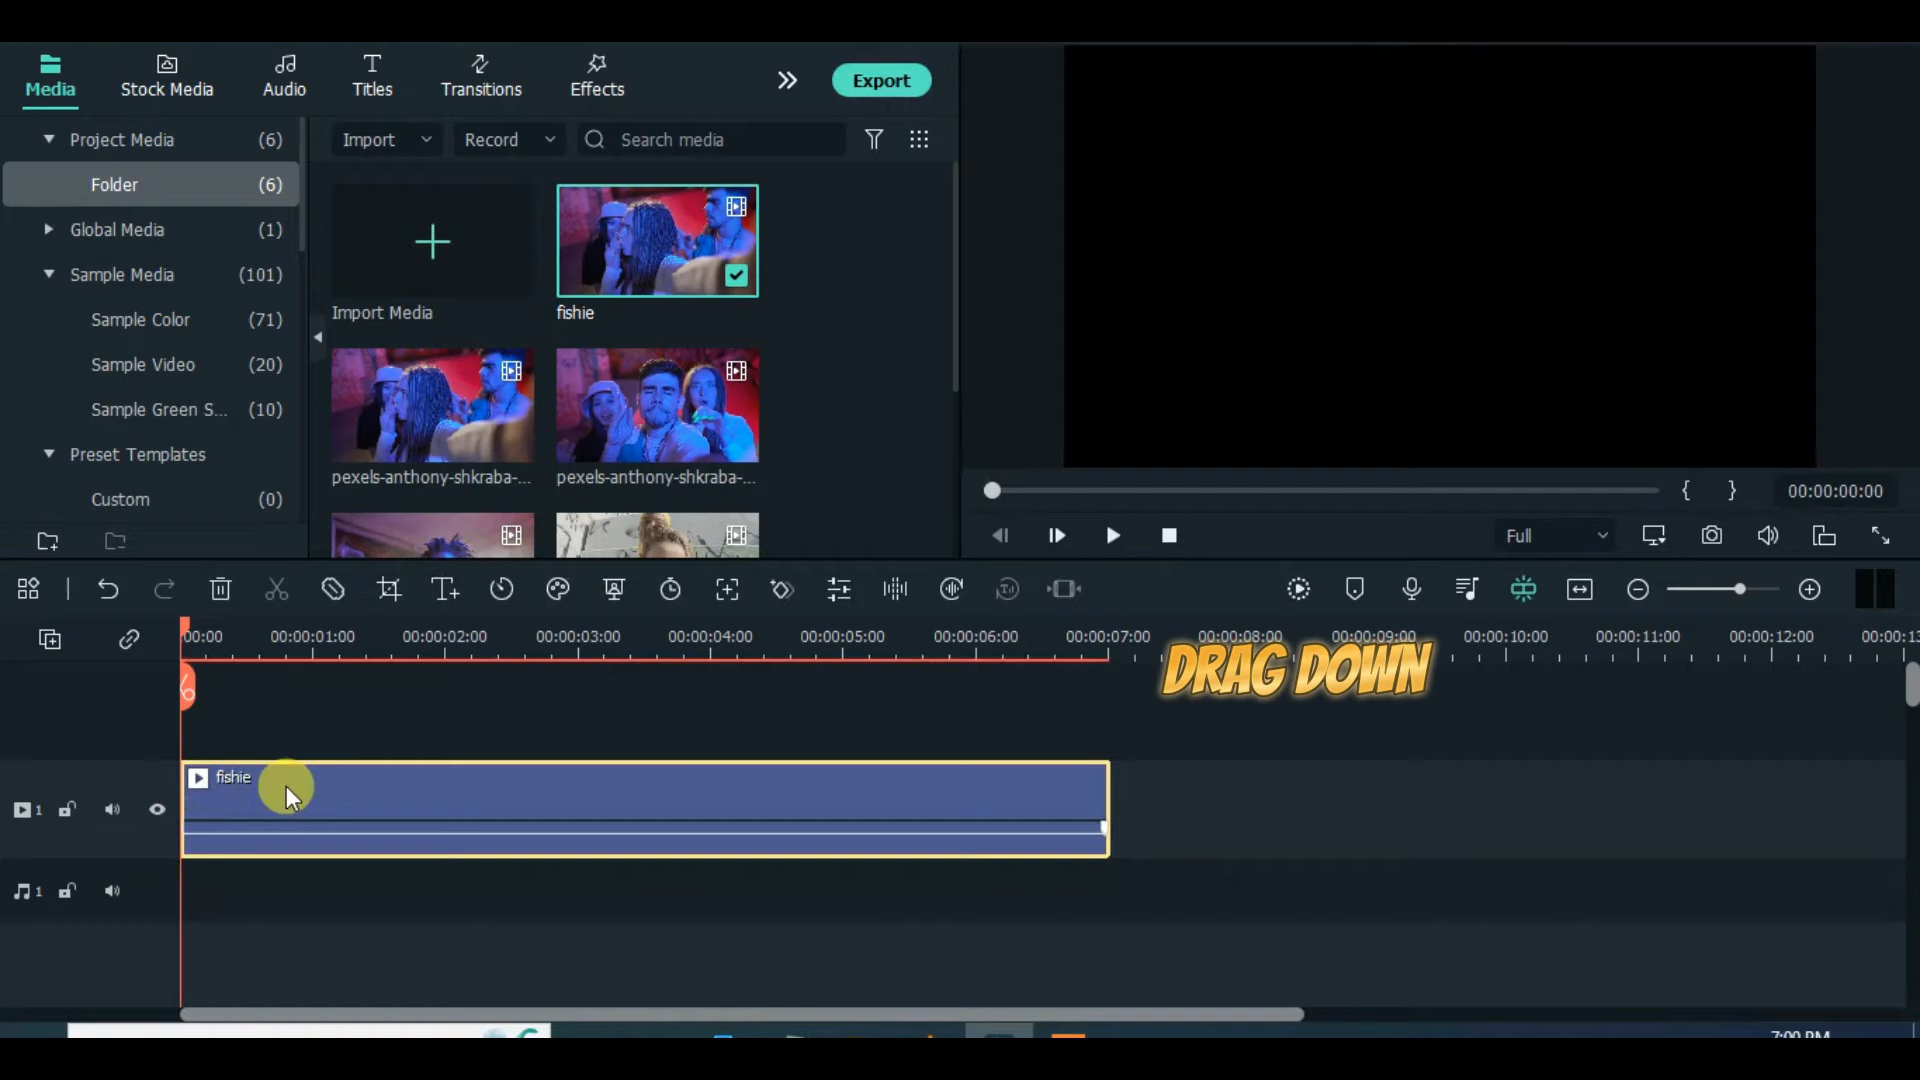 Media
Stock Media
Audio
Titles
Transitions
Effects
Export
Project Media (6)
Folder (6)
Global Media (1)
Sample Media (101)
Sample Color (71)
Sample Video (20)
Sample Green S... (10)
Preset Templates
Custom (0)
Import
Record
Search media
Import Media
fishie
pexels-anthony-shkraba-...
pexels-anthony-shkraba-...
00:00:00:00
Full
00:00
00:00:01:00
00:00:02:00
00:00:03:00
00:00:04:00
00:00:05:00
00:00:06:00
00:00:07:00
00:00:08:00
00:00:09:00
00:00:10:00
00:00:11:00
00:00:12:00
00:00:13
DRAG DOWN
fishie
1
1
7:00 PM